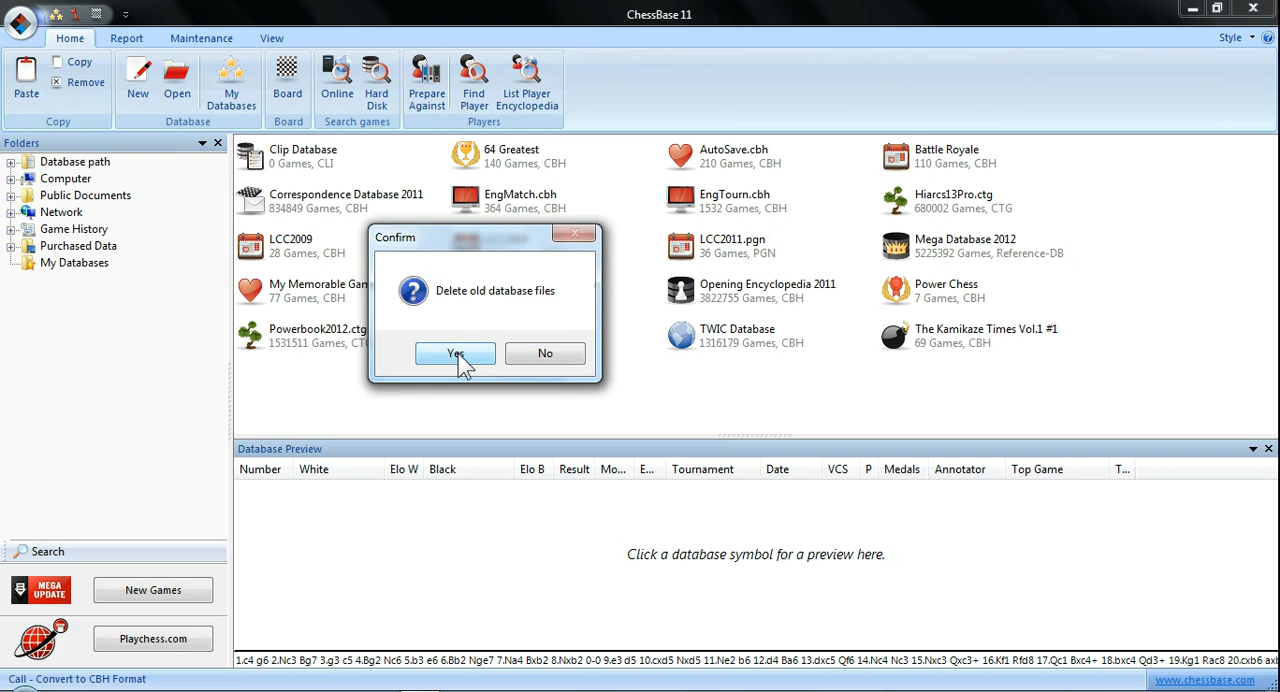 ChessBase 11
Home
Report
Maintenance
View
Style
Paste
Copy
Remove
New
Open
My Databases
Board
Online
Hard Disk
Prepare Against
Find Player
List Player Encyclopedia
Copy
Database
Board
Search games
Players
Folders
Database path
Computer
Public Documents
Network
Game History
Purchased Data
My Databases
Search
MEGA UPDATE
New Games
Playchess.com
Clip Database
0 Games, CLI
64 Greatest
140 Games, CBH
AutoSave.cbh
210 Games, CBH
Battle Royale
110 Games, CBH
Correspondence Database 2011
834849 Games, CBH
EngMatch.cbh
364 Games, CBH
EngTourn.cbh
1532 Games, CBH
Hiarcs13Pro.ctg
680002 Games, CTG
LCC2009
28 Games, CBH
LCC2011.pgn
36 Games, PGN
Mega Database 2012
5225392 Games, Reference-DB
My Memorable Gan
77 Games, CBH
Opening Encyclopedia 2011
3822755 Games, CBH
Power Chess
7 Games, CBH
Powerbook2012.ctg
1531511 Games, CTG
TWIC Database
1316179 Games, CBH
The Kamikaze Times Vol.1 #1
69 Games, CBH
Confirm
Delete old database files
Yes
No
Database Preview
Number White Elo W Black Elo B Result Mo... E... Tournament Date VCS P Medals Annotator Top Game T...
Click a database symbol for a preview here.
1.c4 g6 2.Nc3 Bg7 3.g3 c5 4.Bg2 Nc6 5.b3 e6 6.Bb2 Nge7 7.Na4 Bxb2 8.Nxb2 0-0 9.e3 d5 10.cxd5 Nxd5 11.Ne2 b6 12.d4 Ba6 13.dxc5 Qf6 14.Nc4 Nc3 15.Nxc3 Qxc3+ 16.Kf1 Rfd8 17.Qc1 Bxc4+ 18.bxc4 Qd3+ 19.Kg1 Rac8 20.cxb6 axb
Call - Convert to CBH Format
www.chessbase.com